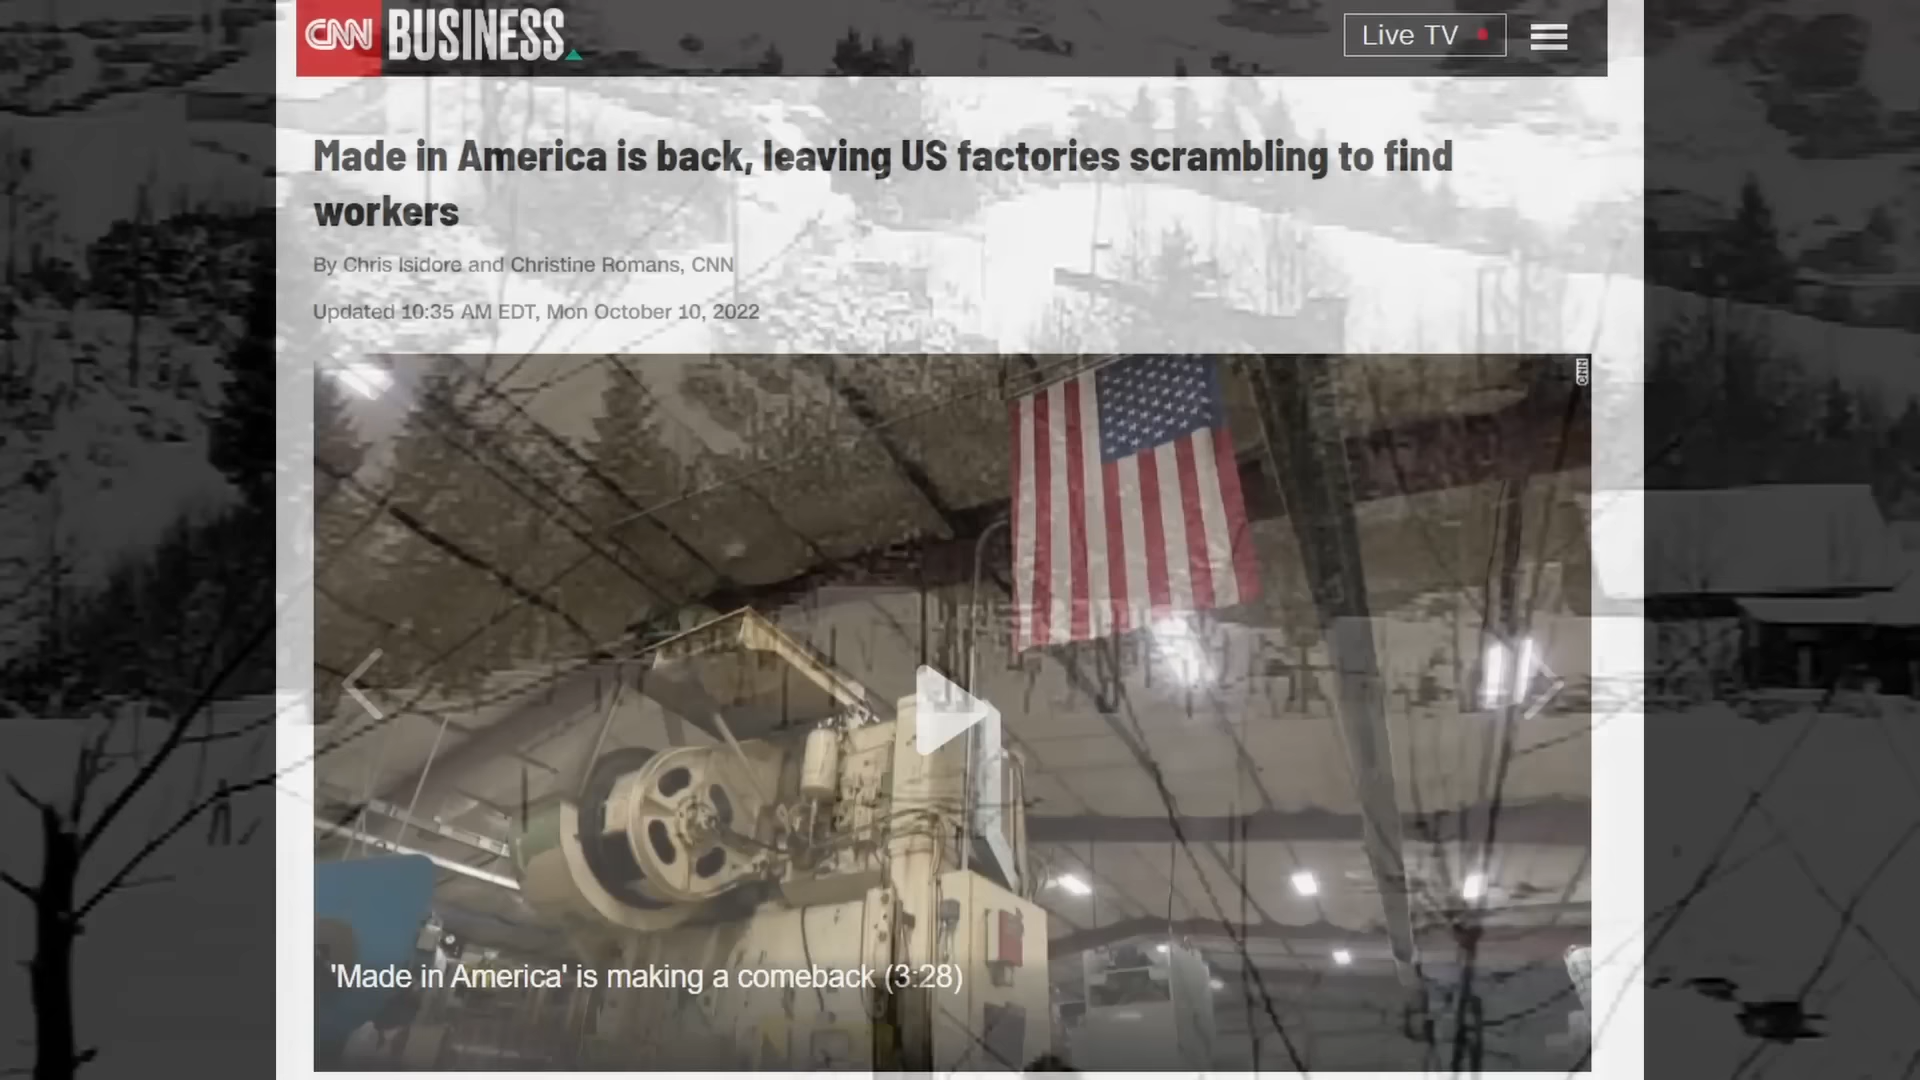 CNN BUSINESS
Live TV
Made in America is back, leaving US factories scrambling to find
workers
By Chris Isidore and Christine Romans, CNN
Updated 10:35 AM EDT, Mon October 10, 2022
CNN
'Made in America' is making a comeback (3:28)